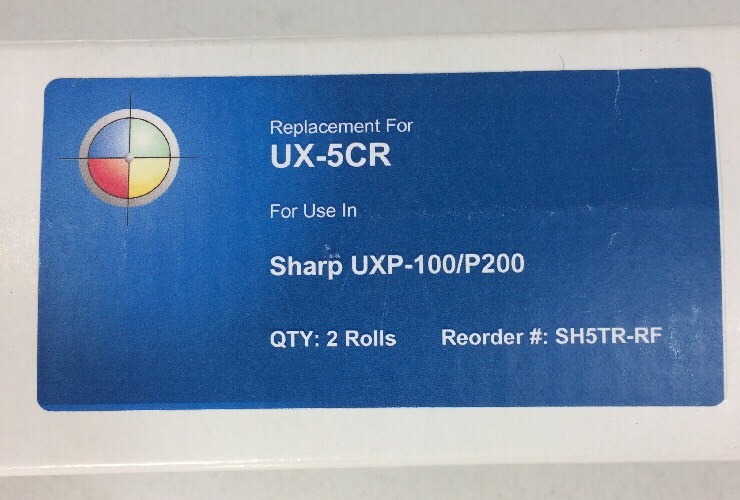 Replacement For
UX-5CR
For Use In
Sharp UXP-100/P200
QTY: 2 Rolls Reorder #: SH5TR-RF